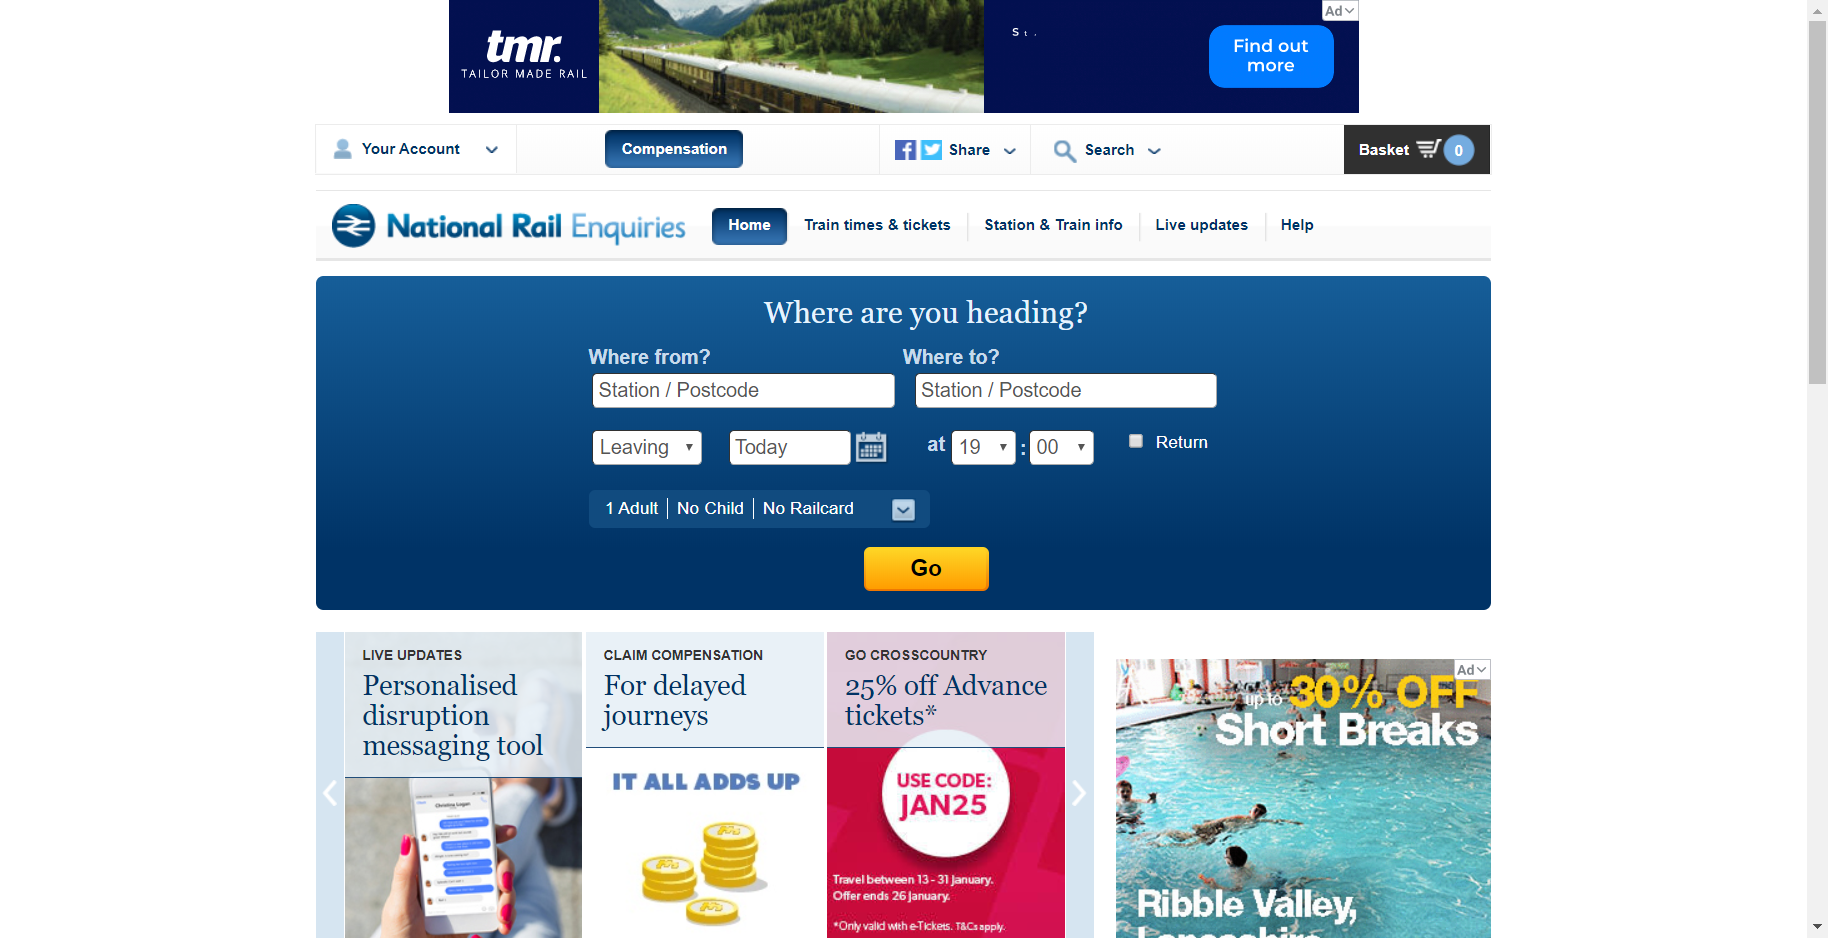 tmr.
TAILOR MADE RAIL
St.
Find out
more
Ad
Your Account
Compensation
Share
Search
Basket
0
National Rail Enquiries
Home
Train times & tickets
Station & Train info
Live updates
Help
Where are you heading?
Where from?
Where to?
Station / Postcode
Station / Postcode
Leaving
Today
at
19
:
00
Return
1 Adult
No Child
No Railcard
Go
LIVE UPDATES
Personalised
disruption
messaging tool
CLAIM COMPENSATION
For delayed
journeys
IT ALL ADDS UP
GO CROSSCOUNTRY
25% off Advance
tickets*
USE CODE:
JAN25
Travel between 13 - 31 January.
Offer ends 26 January.
*Only valid with e-Tickets. T&Cs apply.
Ad
up to 30% OFF
Short Breaks
Ribble Valley,
Lancashire